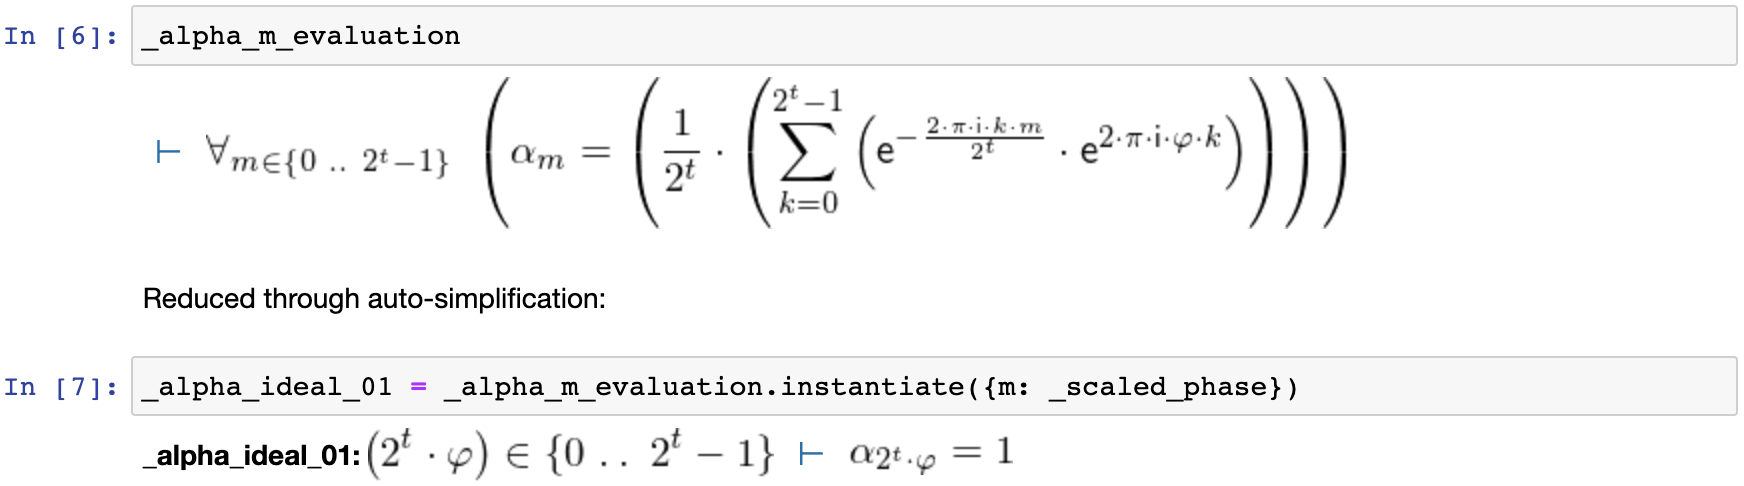 In [6]: _alpha_m_evaluation
⊢ ∀_{m∈{0 .. 2^t−1}} (α_m = (1/2^t · (∑_{k=0}^{2^t−1} (e^{− (2·π·i·k·m)/2^t} · e^{2·π·i·φ·k}))))
Reduced through auto-simplification:
In [7]: _alpha_ideal_01 = _alpha_m_evaluation.instantiate({m: _scaled_phase})
_alpha_ideal_01: (2^t · φ) ∈ {0 .. 2^t − 1} ⊢ α_{2^t·φ} = 1